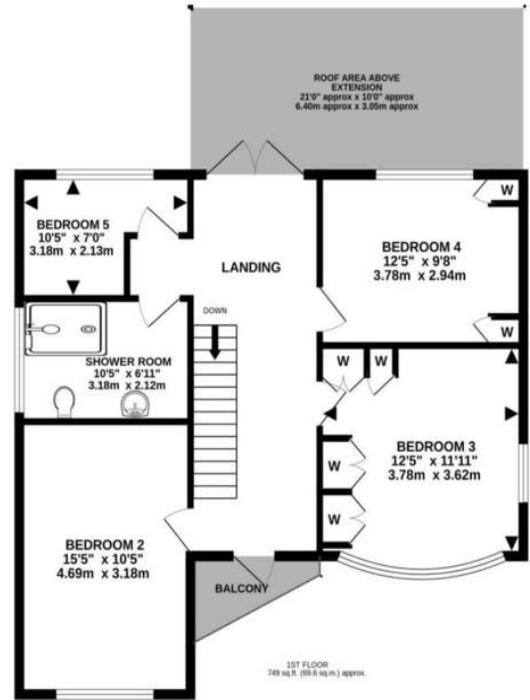 ROOF AREA ABOVE
EXTENSION
21'0" approx x 10'0" approx
6.40m approx x 3.05m approx
BEDROOM 5
10'5" x 7'0"
3.18m x 2.13m
LANDING
W
BEDROOM 4
12'5" x 9'8"
3.78m x 2.94m
W
DOWN
SHOWER ROOM
10'5" x 6'11"
3.18m x 2.12m
W
W
BEDROOM 3
12'5" x 11'11"
3.78m x 3.62m
W
W
BEDROOM 2
15'5" x 10'5"
4.69m x 3.18m
BALCONY
1ST FLOOR
749 sq.ft. (69.6 sq.m.) approx.